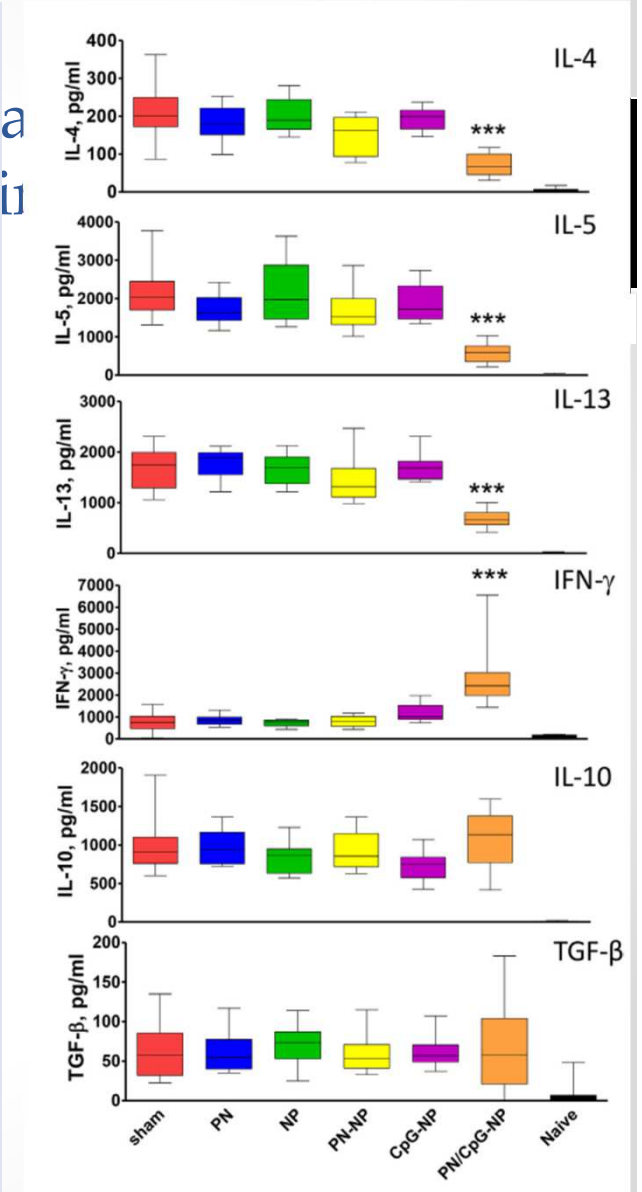 a
in
IL-4
IL-4, pg/ml
400
300
200
100
0
***
IL-5
IL-5, pg/ml
4000
3000
2000
1000
0
***
IL-13
IL-13, pg/ml
3000
2000
1000
0
***
IFN-γ
IFN-γ, pg/ml
7000
6000
5000
4000
3000
2000
1000
0
***
IL-10
IL-10, pg/ml
2000
1500
1000
500
0
TGF-β
TGF-β, pg/ml
200
150
100
50
0
sham
PN
NP
PN-NP
CpG-NP
PN/CpG-NP
Naive